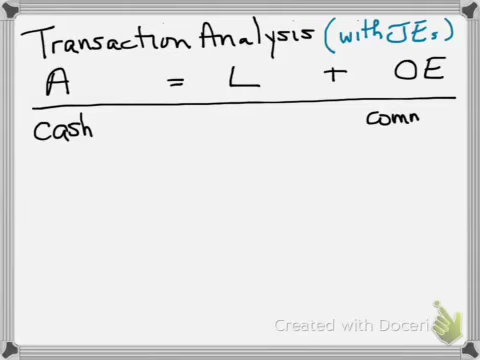 Transaction Analysis (with JEs)
A = L + OE
cash comn
Created with Doceri